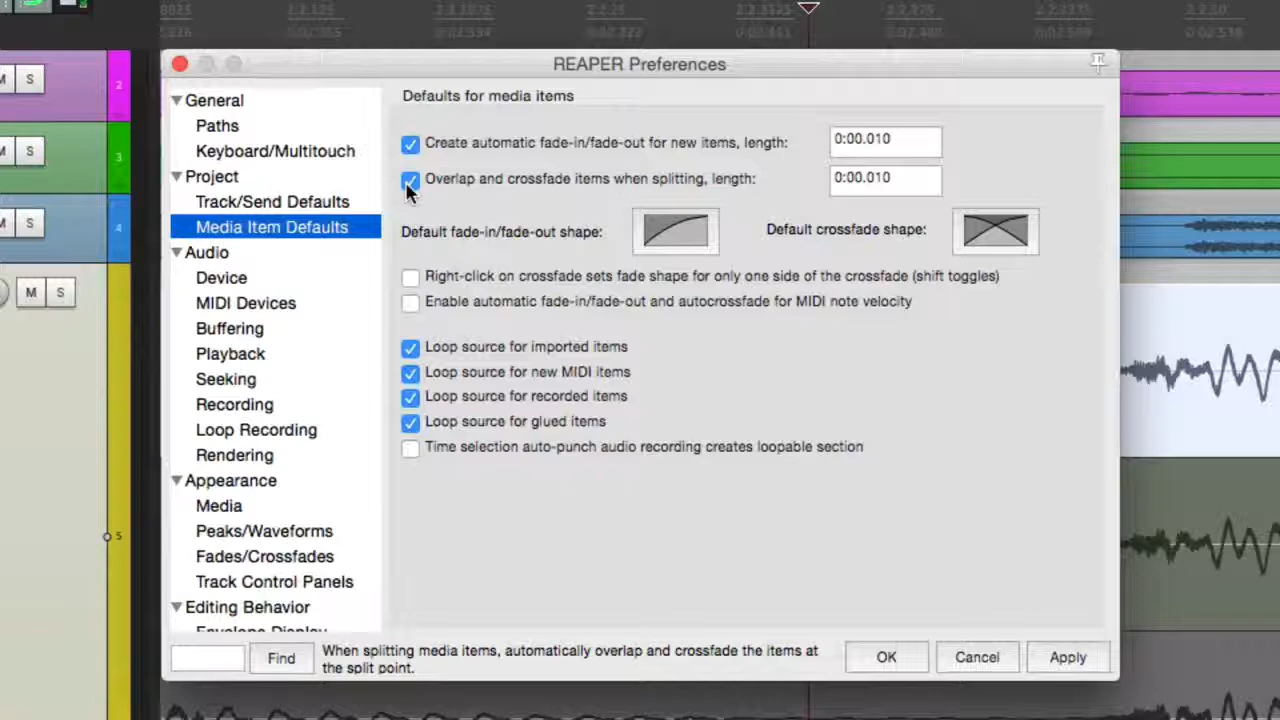 REAPER Preferences
General
Paths
Keyboard/Multitouch
Project
Track/Send Defaults
Media Item Defaults
Audio
Device
MIDI Devices
Buffering
Playback
Seeking
Recording
Loop Recording
Rendering
Appearance
Media
Peaks/Waveforms
Fades/Crossfades
Track Control Panels
Editing Behavior
Envelope Display
Defaults for media items
Create automatic fade-in/fade-out for new items, length: 0:00.010
Overlap and crossfade items when splitting, length: 0:00.010
Default fade-in/fade-out shape: Default crossfade shape:
Right-click on crossfade sets fade shape for only one side of the crossfade (shift toggles)
Enable automatic fade-in/fade-out and autocrossfade for MIDI note velocity
Loop source for imported items
Loop source for new MIDI items
Loop source for recorded items
Loop source for glued items
Time selection auto-punch audio recording creates loopable section
Find
When splitting media items, automatically overlap and crossfade the items at
the split point.
OK Cancel Apply
M S 2
M S 3
M S 4
M S
5